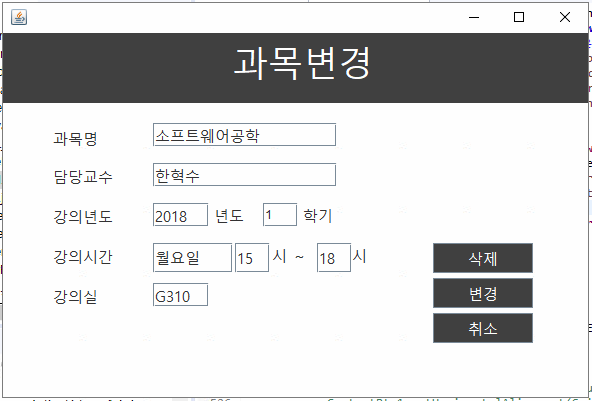 과목변경
과목명 소프트웨어공학
담당교수 한혁수
강의년도 2018 년도 1 학기
강의시간 월요일 15 시 ~ 18 시
강의실 G310
삭제
변경
취소